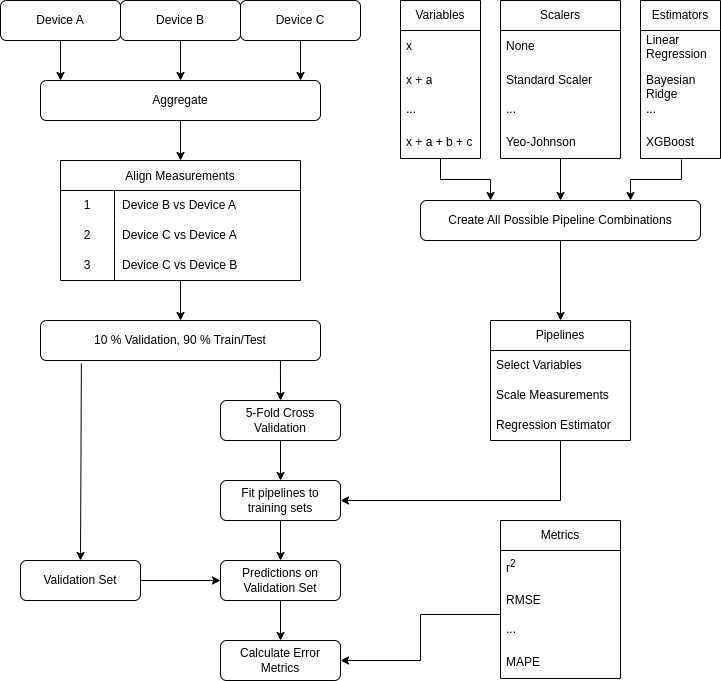 Device A
Device B
Device C
Aggregate
Align Measurements
1
Device B vs Device A
2
Device C vs Device A
3
Device C vs Device B
10 % Validation, 90 % Train/Test
5-Fold Cross
Validation
Fit pipelines to
training sets
Validation Set
Predictions on
Validation Set
Calculate Error
Metrics
Variables
x
x + a
...
x + a + b + c
Scalers
None
Standard Scaler
...
Yeo-Johnson
Estimators
Linear
Regression
Bayesian
Ridge
...
XGBoost
Create All Possible Pipeline Combinations
Pipelines
Select Variables
Scale Measurements
Regression Estimator
Metrics
r²
RMSE
...
MAPE